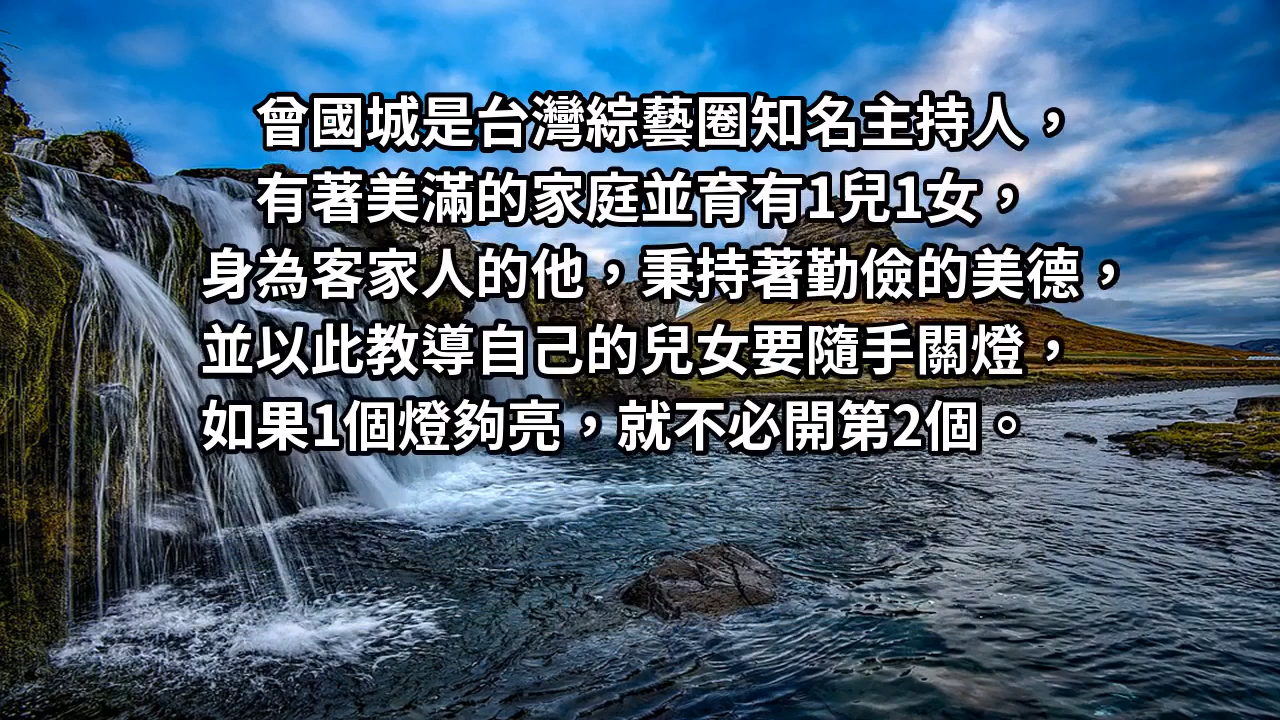 曾國城是台灣綜藝圈知名主持人，
有著美滿的家庭並育有1兒1女，
身為客家人的他，秉持著勤儉的美德，
並以此教導自己的兒女要隨手關燈，
如果1個燈夠亮，就不必開第2個。